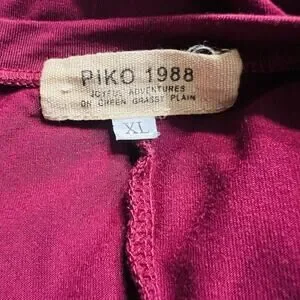 PIKO 1988
JOYFUL ADVENTURES
ON GREEN GRASSY PLAIN
XL